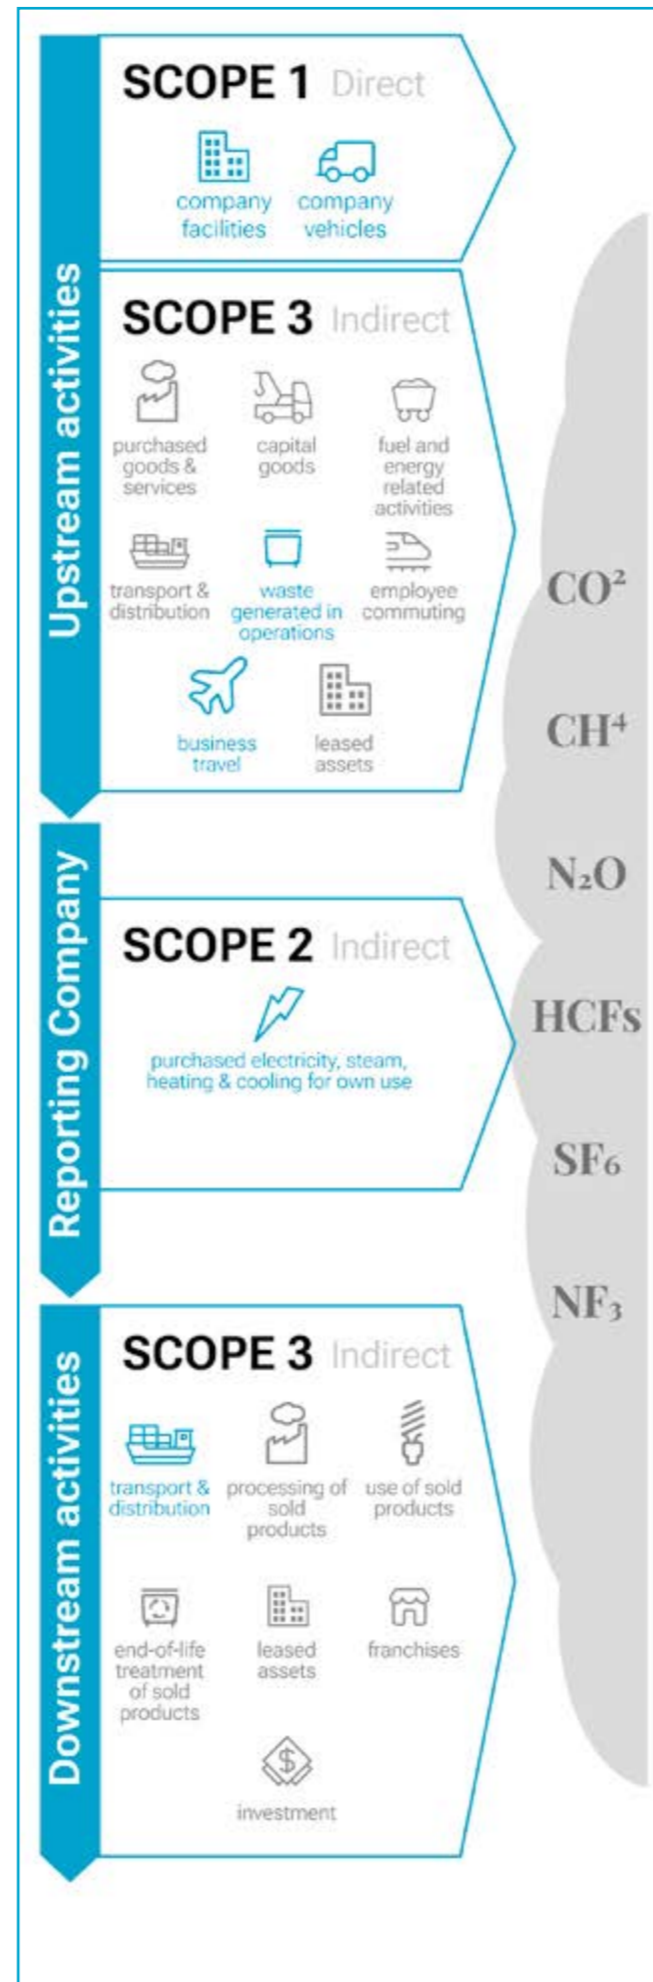 Upstream activities
SCOPE 1 Direct
company
facilities
company
vehicles
SCOPE 3 Indirect
purchased
goods &
services
capital
goods
fuel and
energy
related
activities
transport &
distribution
waste
generated in
operations
employee
commuting
business
travel
leased
assets
Reporting Company
SCOPE 2 Indirect
purchased electricity, steam,
heating & cooling for own use
Downstream activities
SCOPE 3 Indirect
transport &
distribution
processing of
sold
products
use of sold
products
end-of-life
treatment
of sold
products
leased
assets
franchises
$
investment
CO²
CH⁴
N₂O
HCFs
SF₆
NF₃